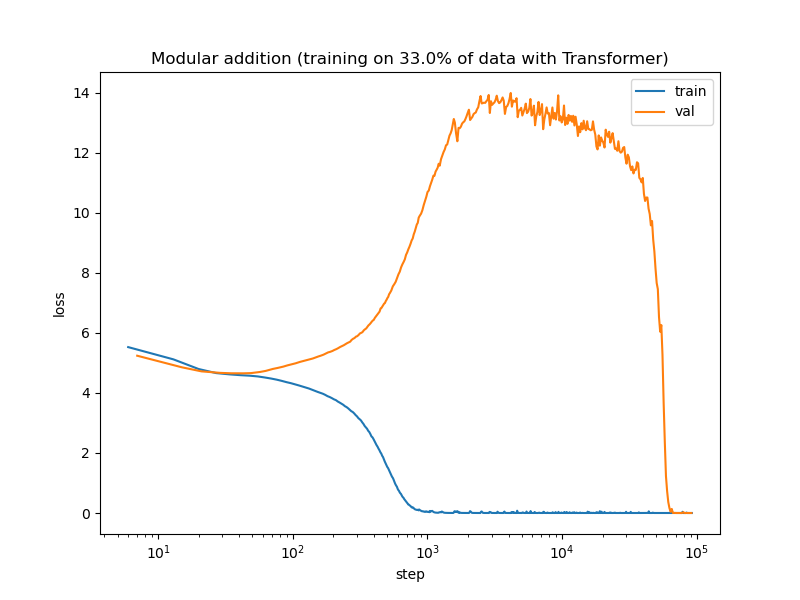 Modular addition (training on 33.0% of data with Transformer)
train
val
14
12
10
8
6
4
2
0
loss
10¹
10²
10³
10⁴
10⁵
step